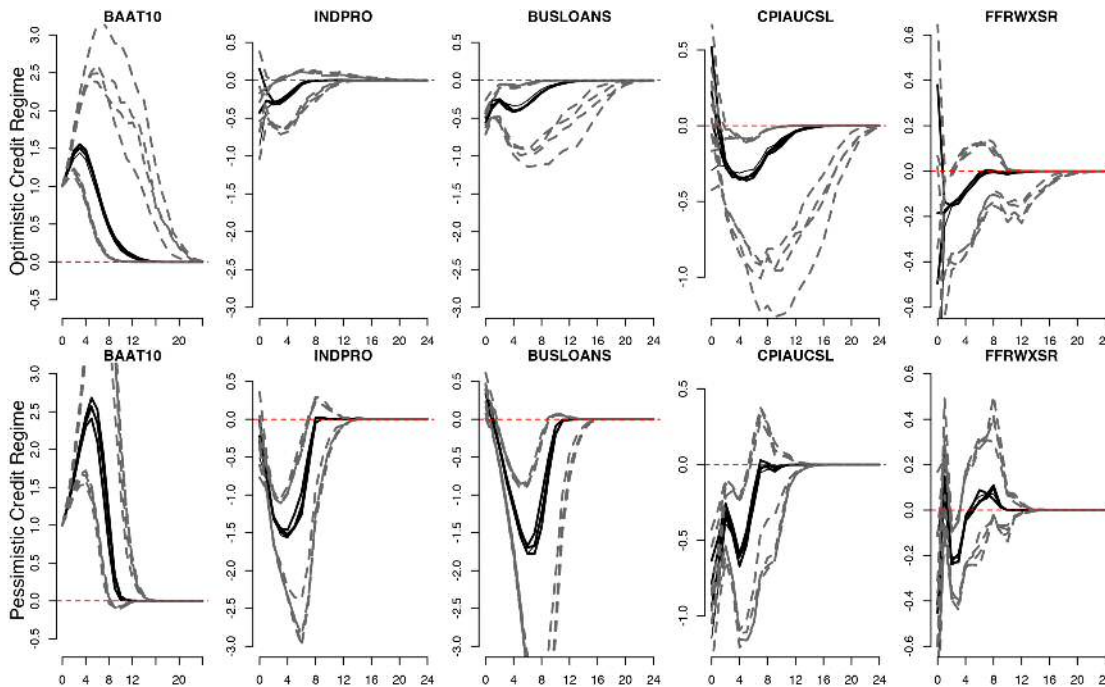 BAAT10 INDPRO BUSLOANS CPIAUCSL FFRWXSR
Optimistic Credit Regime
3.0 2.5 2.0 1.5 1.0 0.5 0.0 -0.5
0.5 0.0 -0.5 -1.0 -1.5 -2.0 -2.5 -3.0
0.5 0.0 -0.5 -1.0 -1.5 -2.0 -2.5 -3.0
0.5 0.0 -0.5 -1.0
0.6 0.4 0.2 0.0 -0.2 -0.4 -0.6
0 4 8 12 20
0 4 8 12 16 20 24
0 4 8 12 16 20 24
0 4 8 12 16 20 24
0 4 8 12 16 20
BAAT10 INDPRO BUSLOANS CPIAUCSL FFRWXSR
Pessimistic Credit Regime
3.0 2.5 2.0 1.5 1.0 0.5 0.0 -0.5
0.5 0.0 -0.5 -1.0 -1.5 -2.0 -2.5 -3.0
0.5 0.0 -0.5 -1.0 -1.5 -2.0 -2.5 -3.0
0.5 0.0 -0.5 -1.0
0.6 0.4 0.2 0.0 -0.2 -0.4 -0.6
0 4 8 12 20
0 4 8 12 16 20 24
0 4 8 12 16 20 24
0 4 8 12 16 20 24
0 4 8 12 16 20